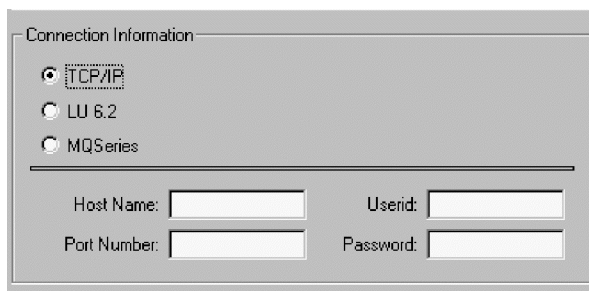 Connection Information
TCP/IP
LU 6.2
MQSeries
Host Name: Userid:
Port Number: Password: